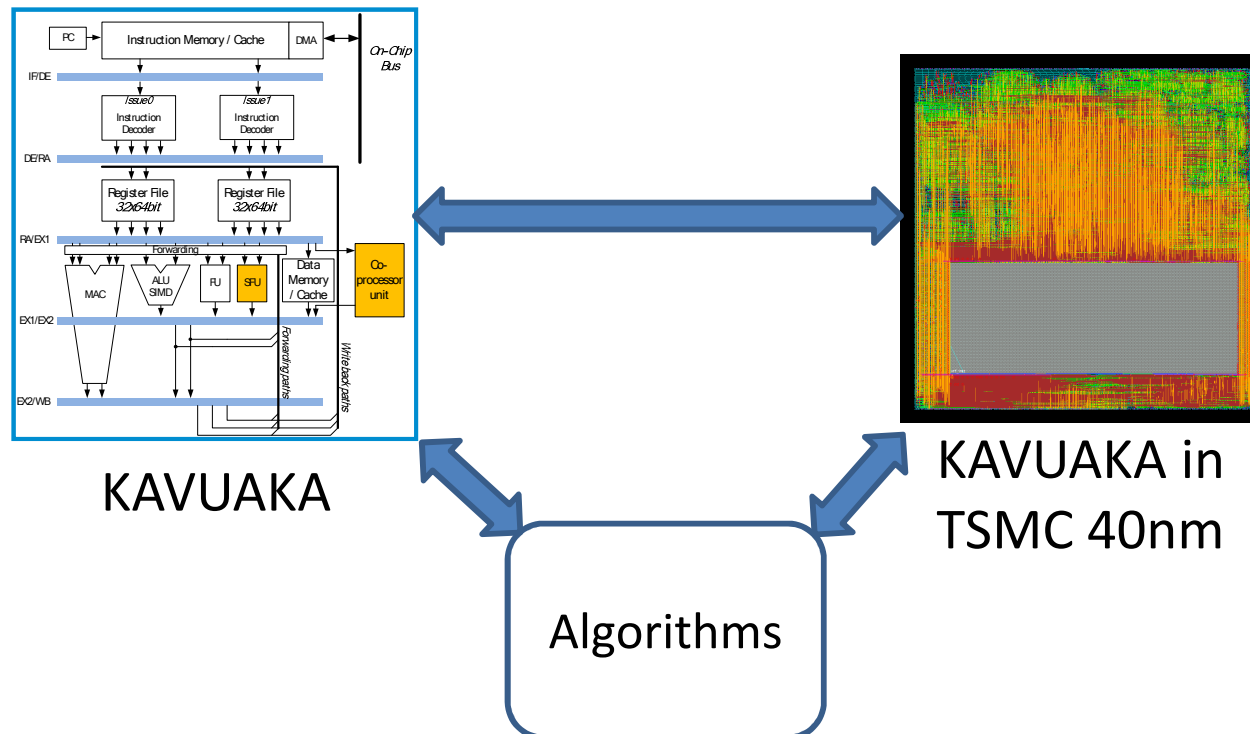 PC
Instruction Memory / Cache
DMA
On-Chip
Bus
IF/DE
Issue0
Instruction
Decoder
Issue1
Instruction
Decoder
DE/RA
Register File
32x64bit
Register File
32x64bit
RA/EX1
Forwarding
MAC
ALU
SIMD
FU
SFU
Data
Memory
/ Cache
Co-
processor
unit
EX1/EX2
Forwarding paths
Write back paths
EX2/WB
KAVUAKA
KAVUAKA in
TSMC 40nm
Algorithms